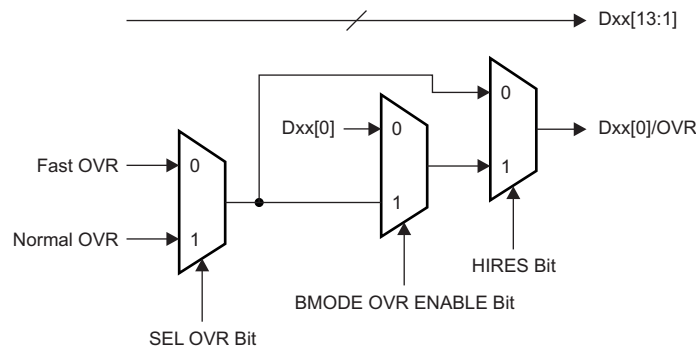 Dxx[13:1]
0
Dxx[0]
0
Dxx[0]/OVR
Fast OVR
0
1
1
Normal OVR
1
HIRES Bit
BMODE OVR ENABLE Bit
SEL OVR Bit